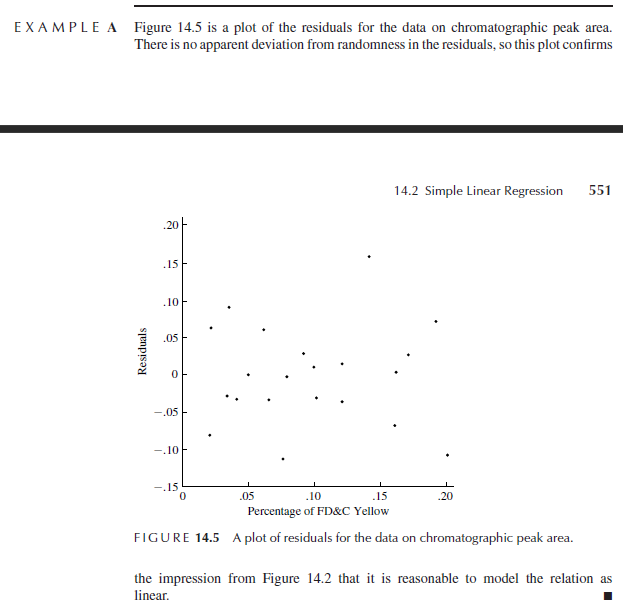 EXAMPLE A Figure 14.5 is a plot of the residuals for the data on chromatographic peak area.
There is no apparent deviation from randomness in the residuals, so this plot confirms
14.2 Simple Linear Regression 551
.20
.15
.10
.05
0
−.05
−.10
−.15
Residuals
0 .05 .10 .15 .20
Percentage of FD&C Yellow
FIGURE 14.5 A plot of residuals for the data on chromatographic peak area.
the impression from Figure 14.2 that it is reasonable to model the relation as
linear.